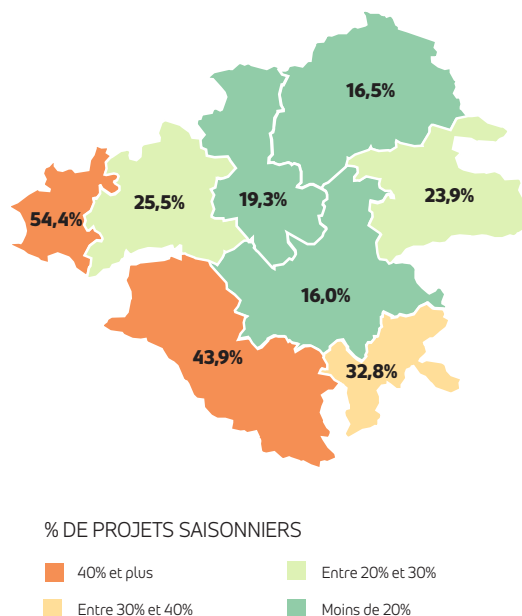 16,5%
25,5%
19,3%
23,9%
54,4%
16,0%
43,9%
32,8%
% DE PROJETS SAISONNIERS
40% et plus
Entre 20% et 30%
Entre 30% et 40%
Moins de 20%